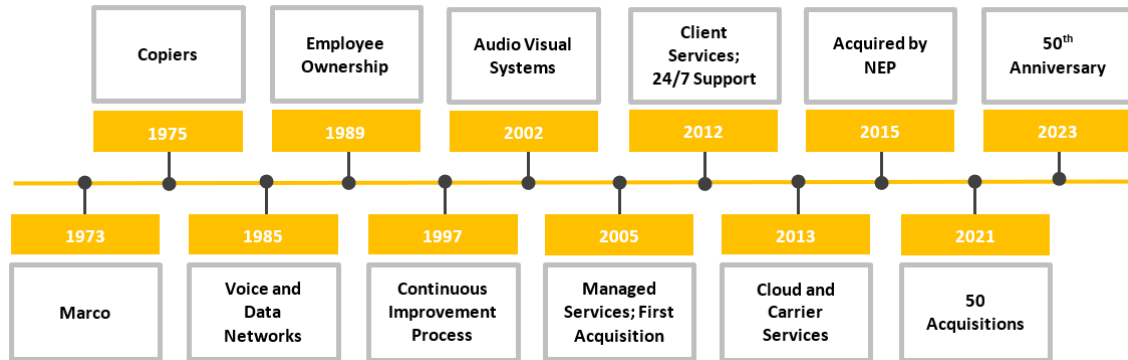 Copiers
Employee
Ownership
Audio Visual
Systems
Client
Services;
24/7 Support
Acquired by
NEP
50th
Anniversary
1975
1989
2002
2012
2015
2023
1973
1985
1997
2005
2013
2021
Marco
Voice and
Data
Networks
Continuous
Improvement
Process
Managed
Services; First
Acquisition
Cloud and
Carrier
Services
50
Acquisitions